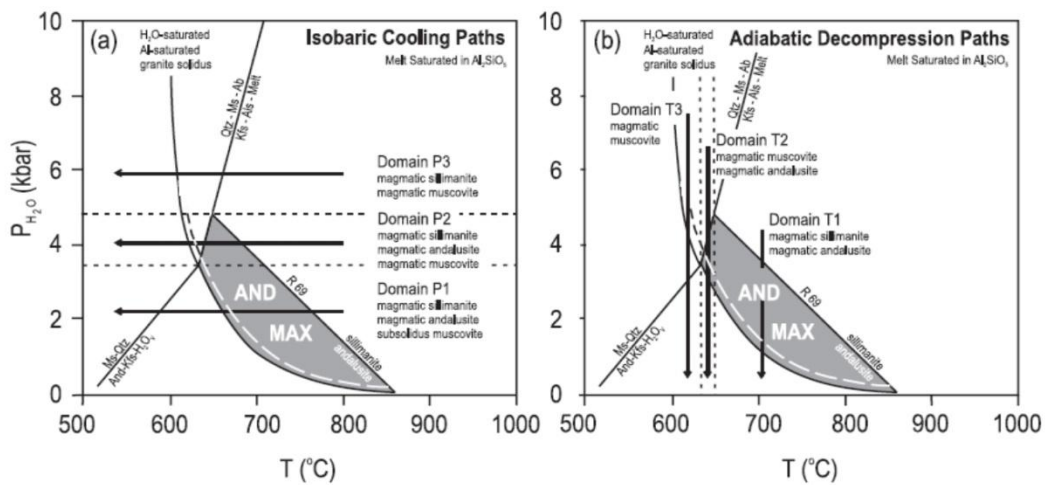 (a)
H₂O-saturated
Al-saturated
granite solidus
Isobaric Cooling Paths
Melt Saturated in Al₂SiO₅
Qtz - Ms - Ab
Kfs - Als - Melt
Domain P3
magmatic sillimanite
magmatic muscovite
Domain P2
magmatic sillimanite
magmatic andalusite
magmatic muscovite
Domain P1
magmatic sillimanite
magmatic andalusite
subsolidus muscovite
R 69
AND
MAX
sillimanite
andalusite
Ms-Qtz
And-Kfs-H₂Oᵥ
P H₂O (kbar)
10
8
6
4
2
0
500 600 700 800 900 1000
T (°C)
(b)
H₂O-saturated
Al-saturated
granite solidus
Adiabatic Decompression Paths
Melt Saturated in Al₂SiO₅
Qtz - Ms - Ab
Kfs - Als - Melt
Domain T3
magmatic
muscovite
Domain T2
magmatic muscovite
magmatic andalusite
Domain T1
magmatic sillimanite
magmatic andalusite
R 69
AND
MAX
sillimanite
andalusite
Ms-Qtz
And-Kfs-H₂Oᵥ
10
8
6
4
2
0
500 600 700 800 900 1000
T (°C)